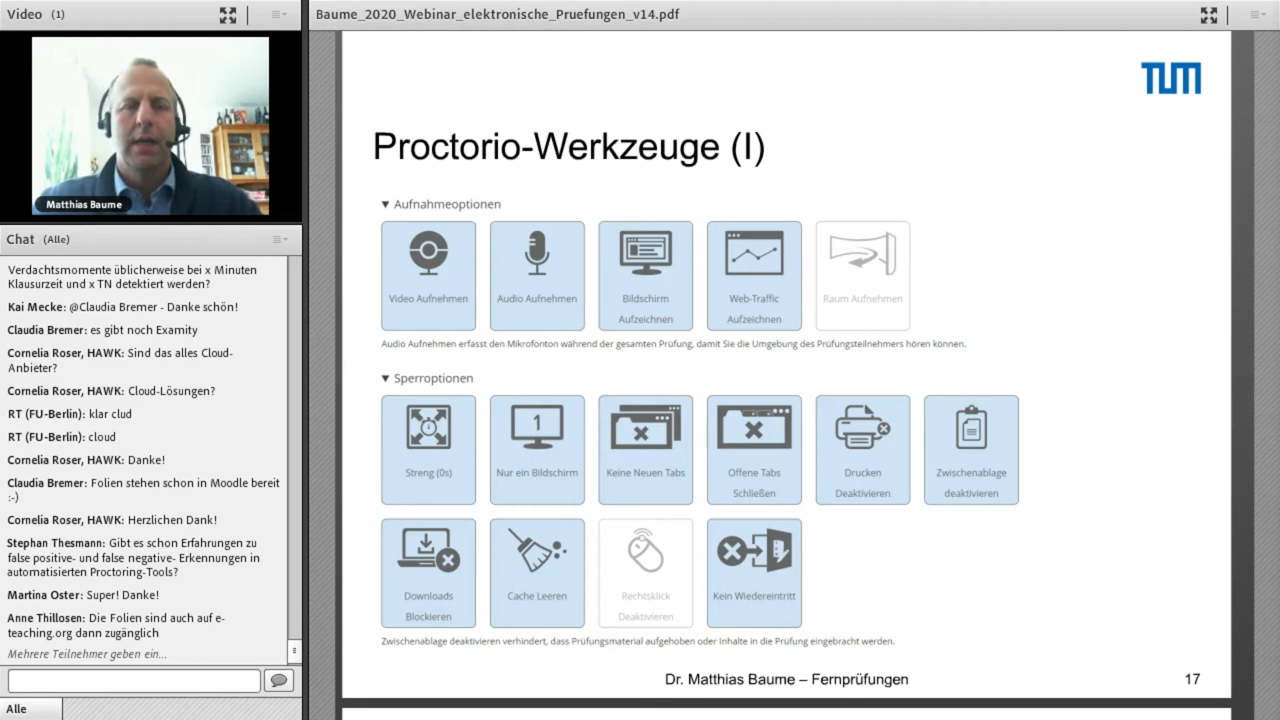 Video (1)
Matthias Baume
Chat (Alle)
Verdachtsmomente üblicherweise bei x Minuten
Klausurzeit und x TN detektiert werden?
Kai Mecke: @Claudia Bremer - Danke schön!
Claudia Bremer: es gibt noch Examity
Cornelia Roser, HAWK: Sind das alles Cloud-
Anbieter?
Cornelia Roser, HAWK: Cloud-Lösungen?
RT (FU-Berlin): klar clud
RT (FU-Berlin): cloud
Cornelia Roser, HAWK: Danke!
Claudia Bremer: Folien stehen schon in Moodle bereit
:-)
Cornelia Roser, HAWK: Herzlichen Dank!
Stephan Thesmann: Gibt es schon Erfahrungen zu
false positive- und false negative- Erkennungen in
automatisierten Proctoring-Tools?
Martina Oster: Super! Danke!
Anne Thillosen: Die Folien sind auch auf e-
teaching.org dann zugänglich
Mehrere Teilnehmer geben ein...
Alle
Baume_2020_Webinar_elektronische_Pruefungen_v14.pdf
TUM
Proctorio-Werkzeuge (I)
▼ Aufnahmeoptionen
Video Aufnehmen
Audio Aufnehmen
Bildschirm
Aufzeichnen
Web-Traffic
Aufzeichnen
Raum Aufnehmen
Audio Aufnehmen erfasst den Mikrofonton während der gesamten Prüfung, damit Sie die Umgebung des Prüfungsteilnehmers hören können.
▼ Sperroptionen
Streng (0s)
1
Nur ein Bildschirm
Keine Neuen Tabs
Offene Tabs
Schließen
Drucken
Deaktivieren
Zwischenablage
deaktivieren
Downloads
Blockieren
Cache Leeren
Rechtsklick
Deaktivieren
Kein Wiedereintritt
Zwischenablage deaktivieren verhindert, dass Prüfungsmaterial aufgehoben oder Inhalte in die Prüfung eingebracht werden.
Dr. Matthias Baume – Fernprüfungen
17